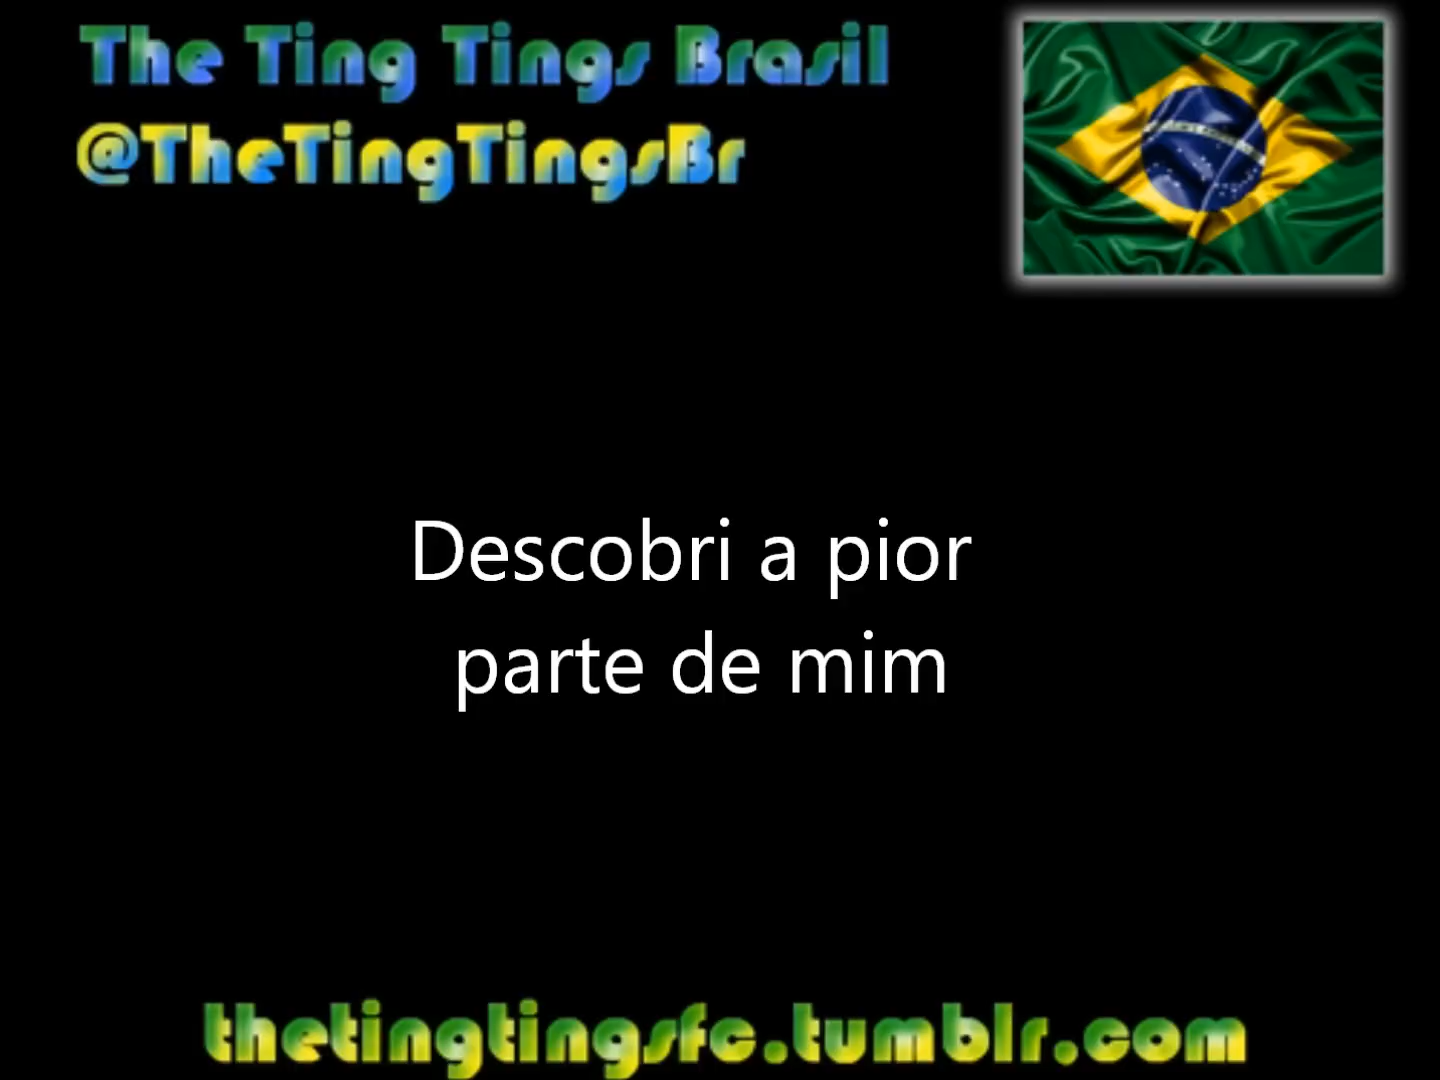 The Ting Tings Brasil
@TheTingTingsBr
Descobri a pior
parte de mim
thetingtingsfc.tumblr.com